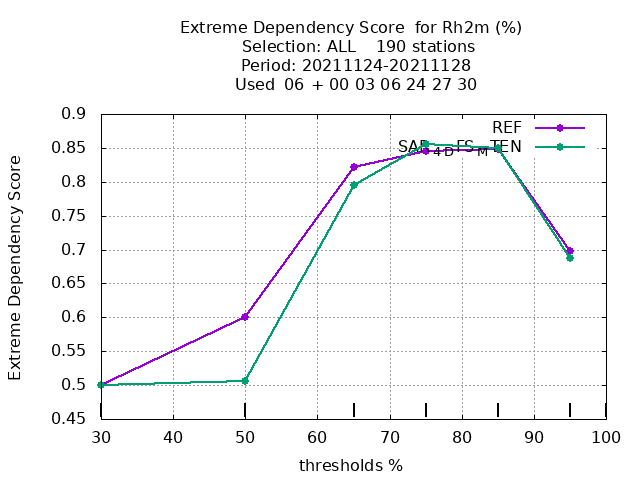 Extreme Dependency Score for Rh2m (%)
Selection: ALL 190 stations
Period: 20211124-20211128
Used 06 + 00 03 06 24 27 30
Extreme Dependency Score
0.9
0.85
0.8
0.75
0.7
0.65
0.6
0.55
0.5
0.45
REF
TEN
30
40
50
60
70
80
90
100
thresholds %